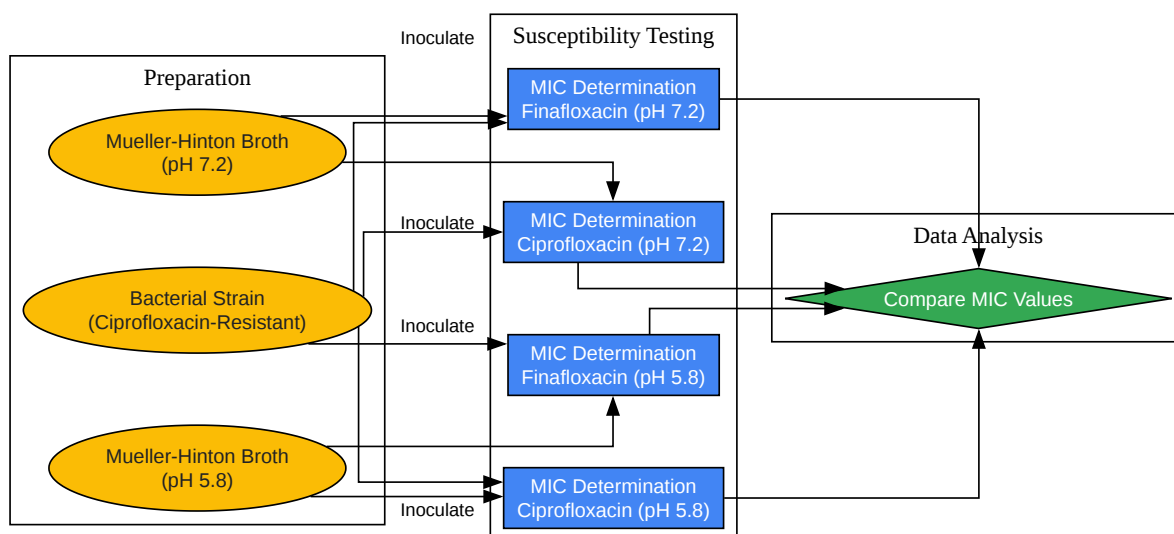 Preparation
Mueller-Hinton Broth
(pH 7.2)
Bacterial Strain
(Ciprofloxacin-Resistant)
Mueller-Hinton Broth
(pH 5.8)
Inoculate
Inoculate
Inoculate
Inoculate
Susceptibility Testing
MIC Determination
Finafloxacin (pH 7.2)
MIC Determination
Ciprofloxacin (pH 7.2)
MIC Determination
Finafloxacin (pH 5.8)
MIC Determination
Ciprofloxacin (pH 5.8)
Data Analysis
Compare MIC Values